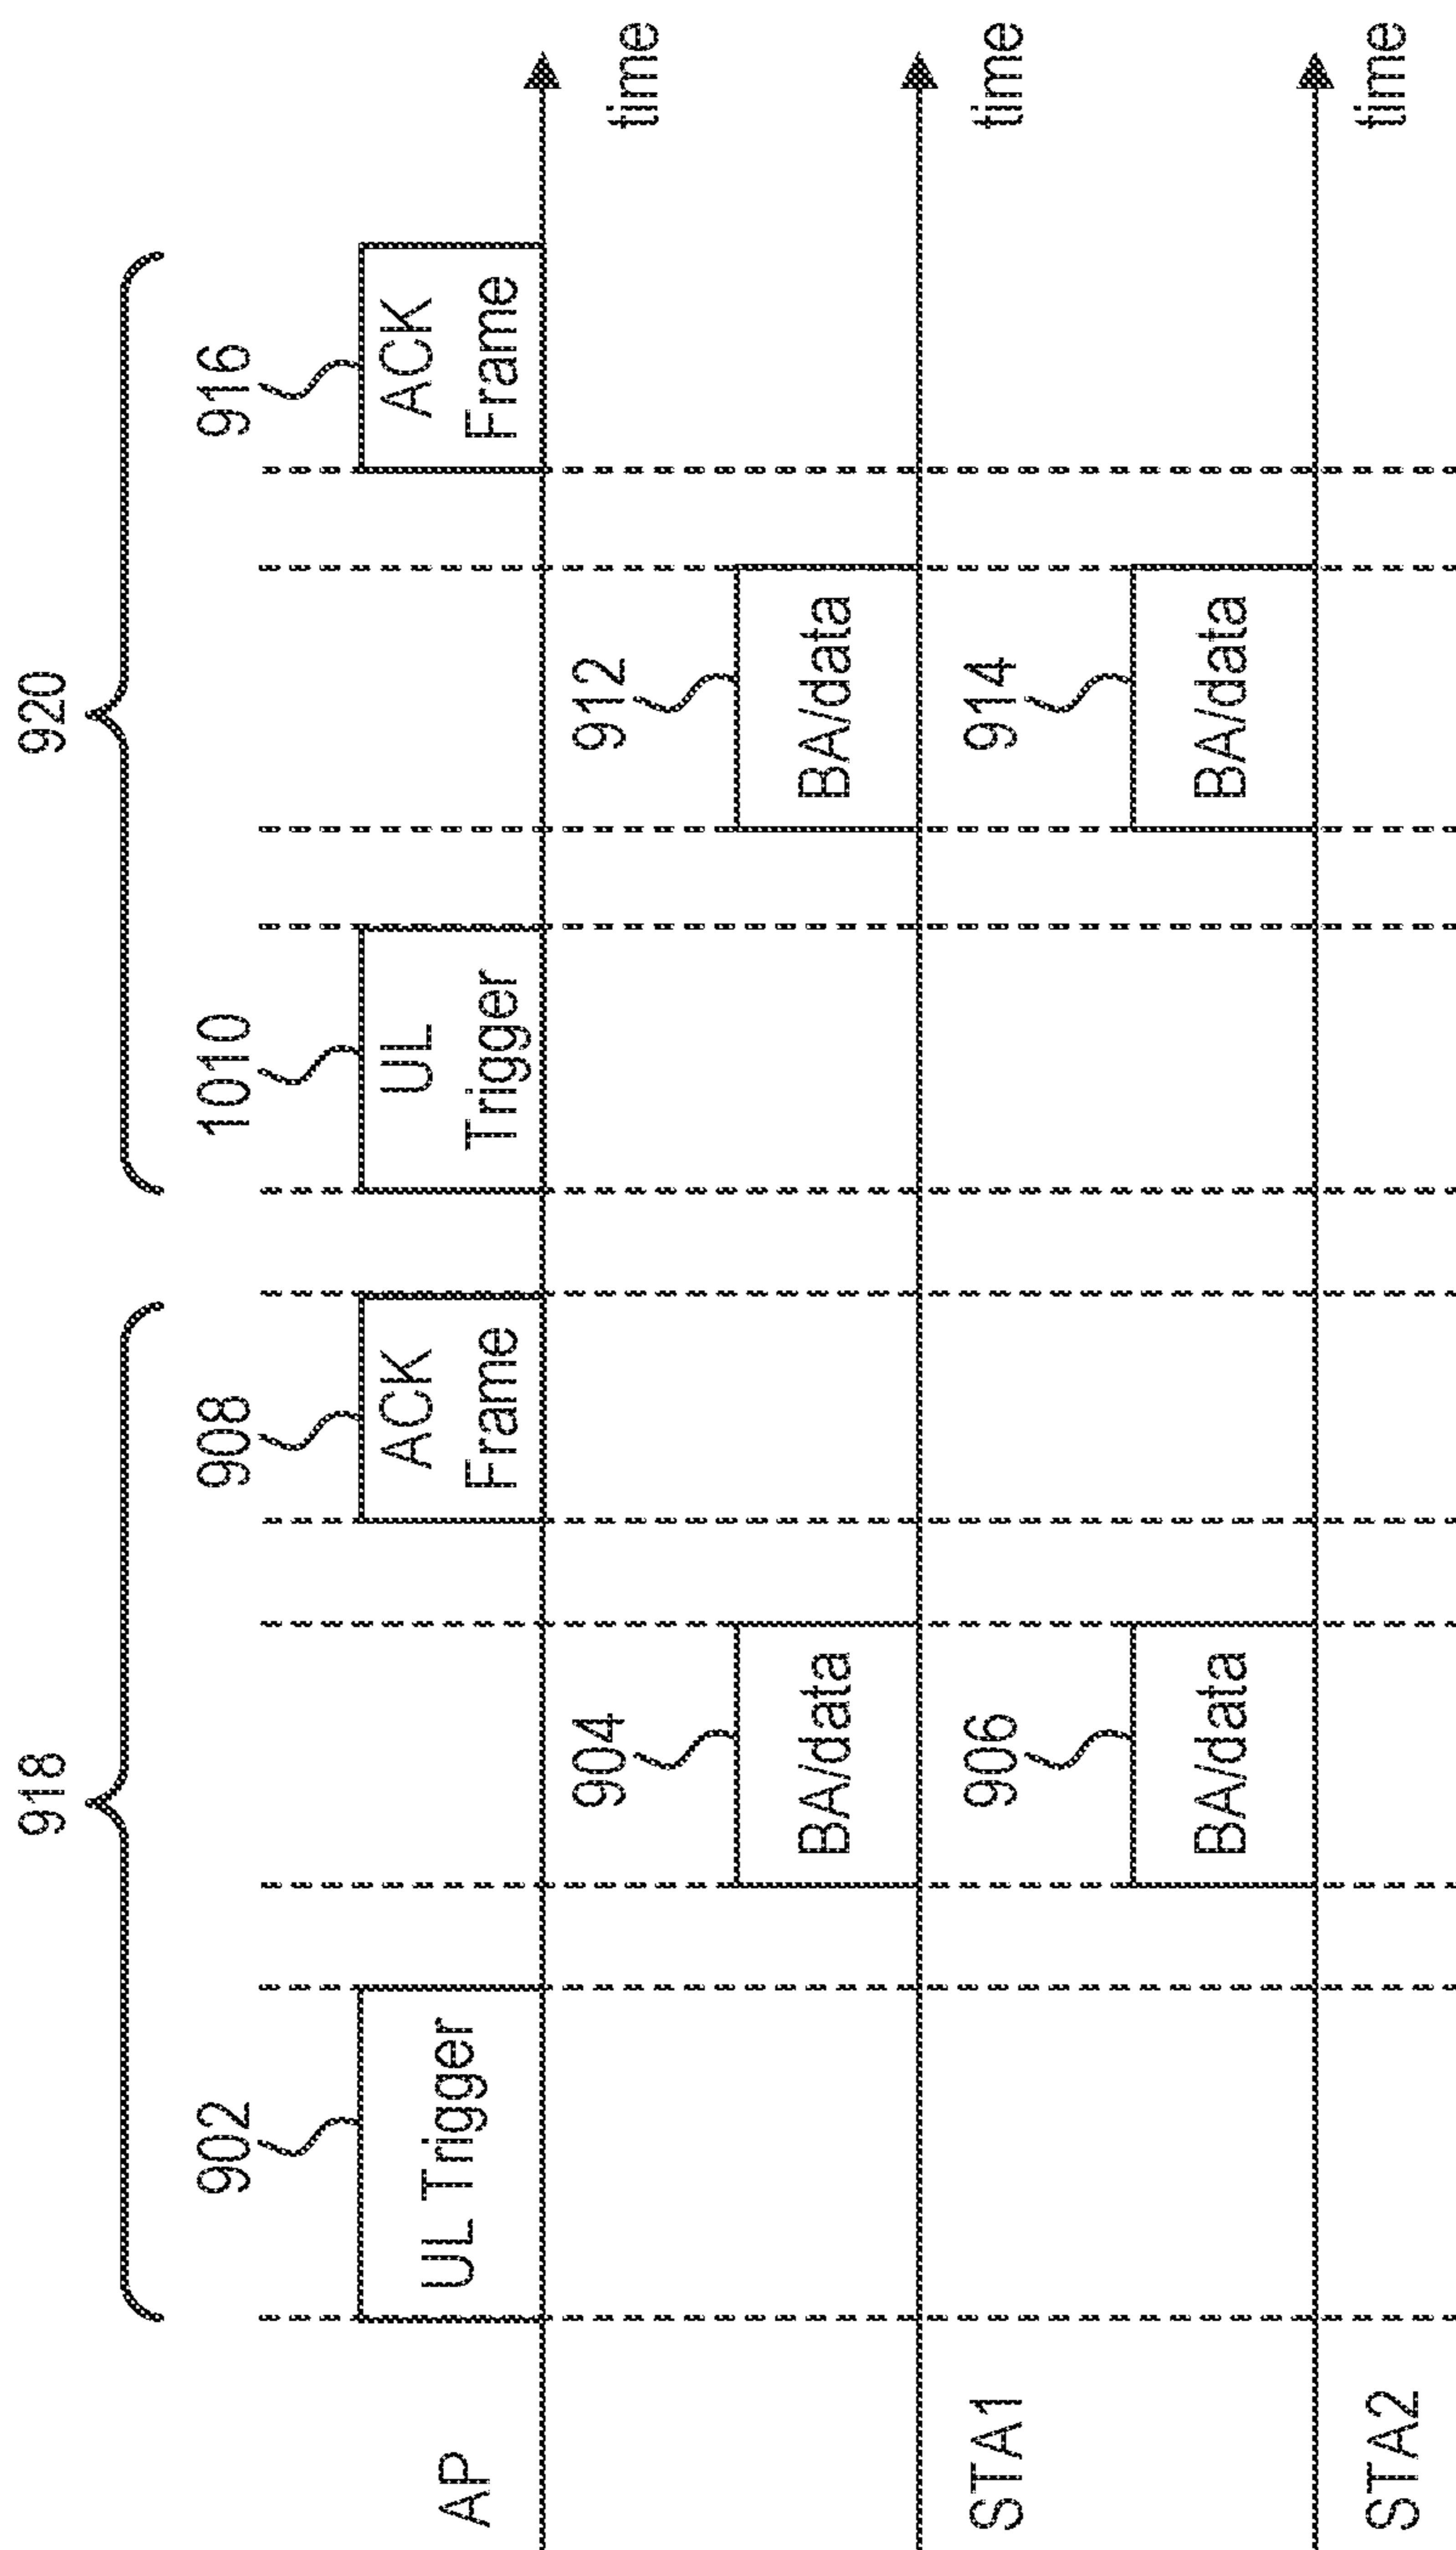 918
920
902
908
1010
916
AP
UL Trigger
ACK
Frame
UL
Trigger
ACK
Frame
time
904
912
BA/data
BA/data
STA1
time
906
914
BA/data
BA/data
STA2
time